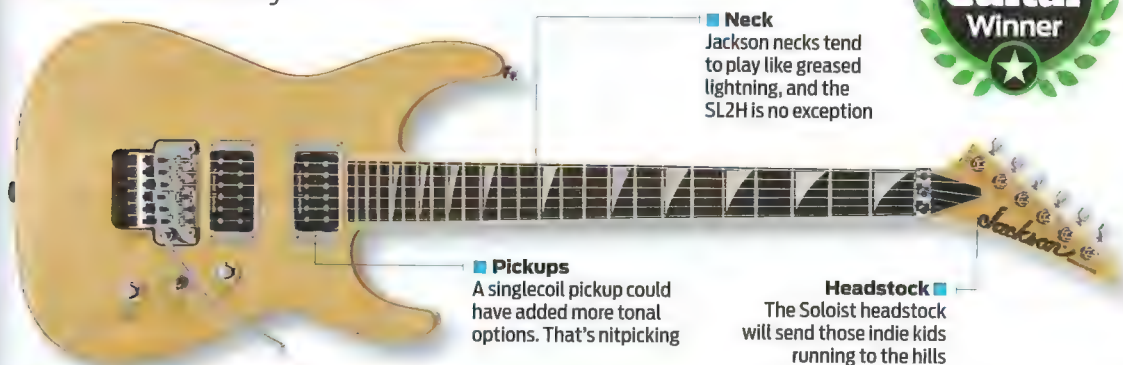 Winner
Neck
Jackson necks tend
to play like greased
lightning, and the
SL2H is no exception
Pickups
A singlecoil pickup could
have added more tonal
options. That's nitpicking
Headstock
The Soloist headstock
will send those indie kids
running to the hills
Jackson